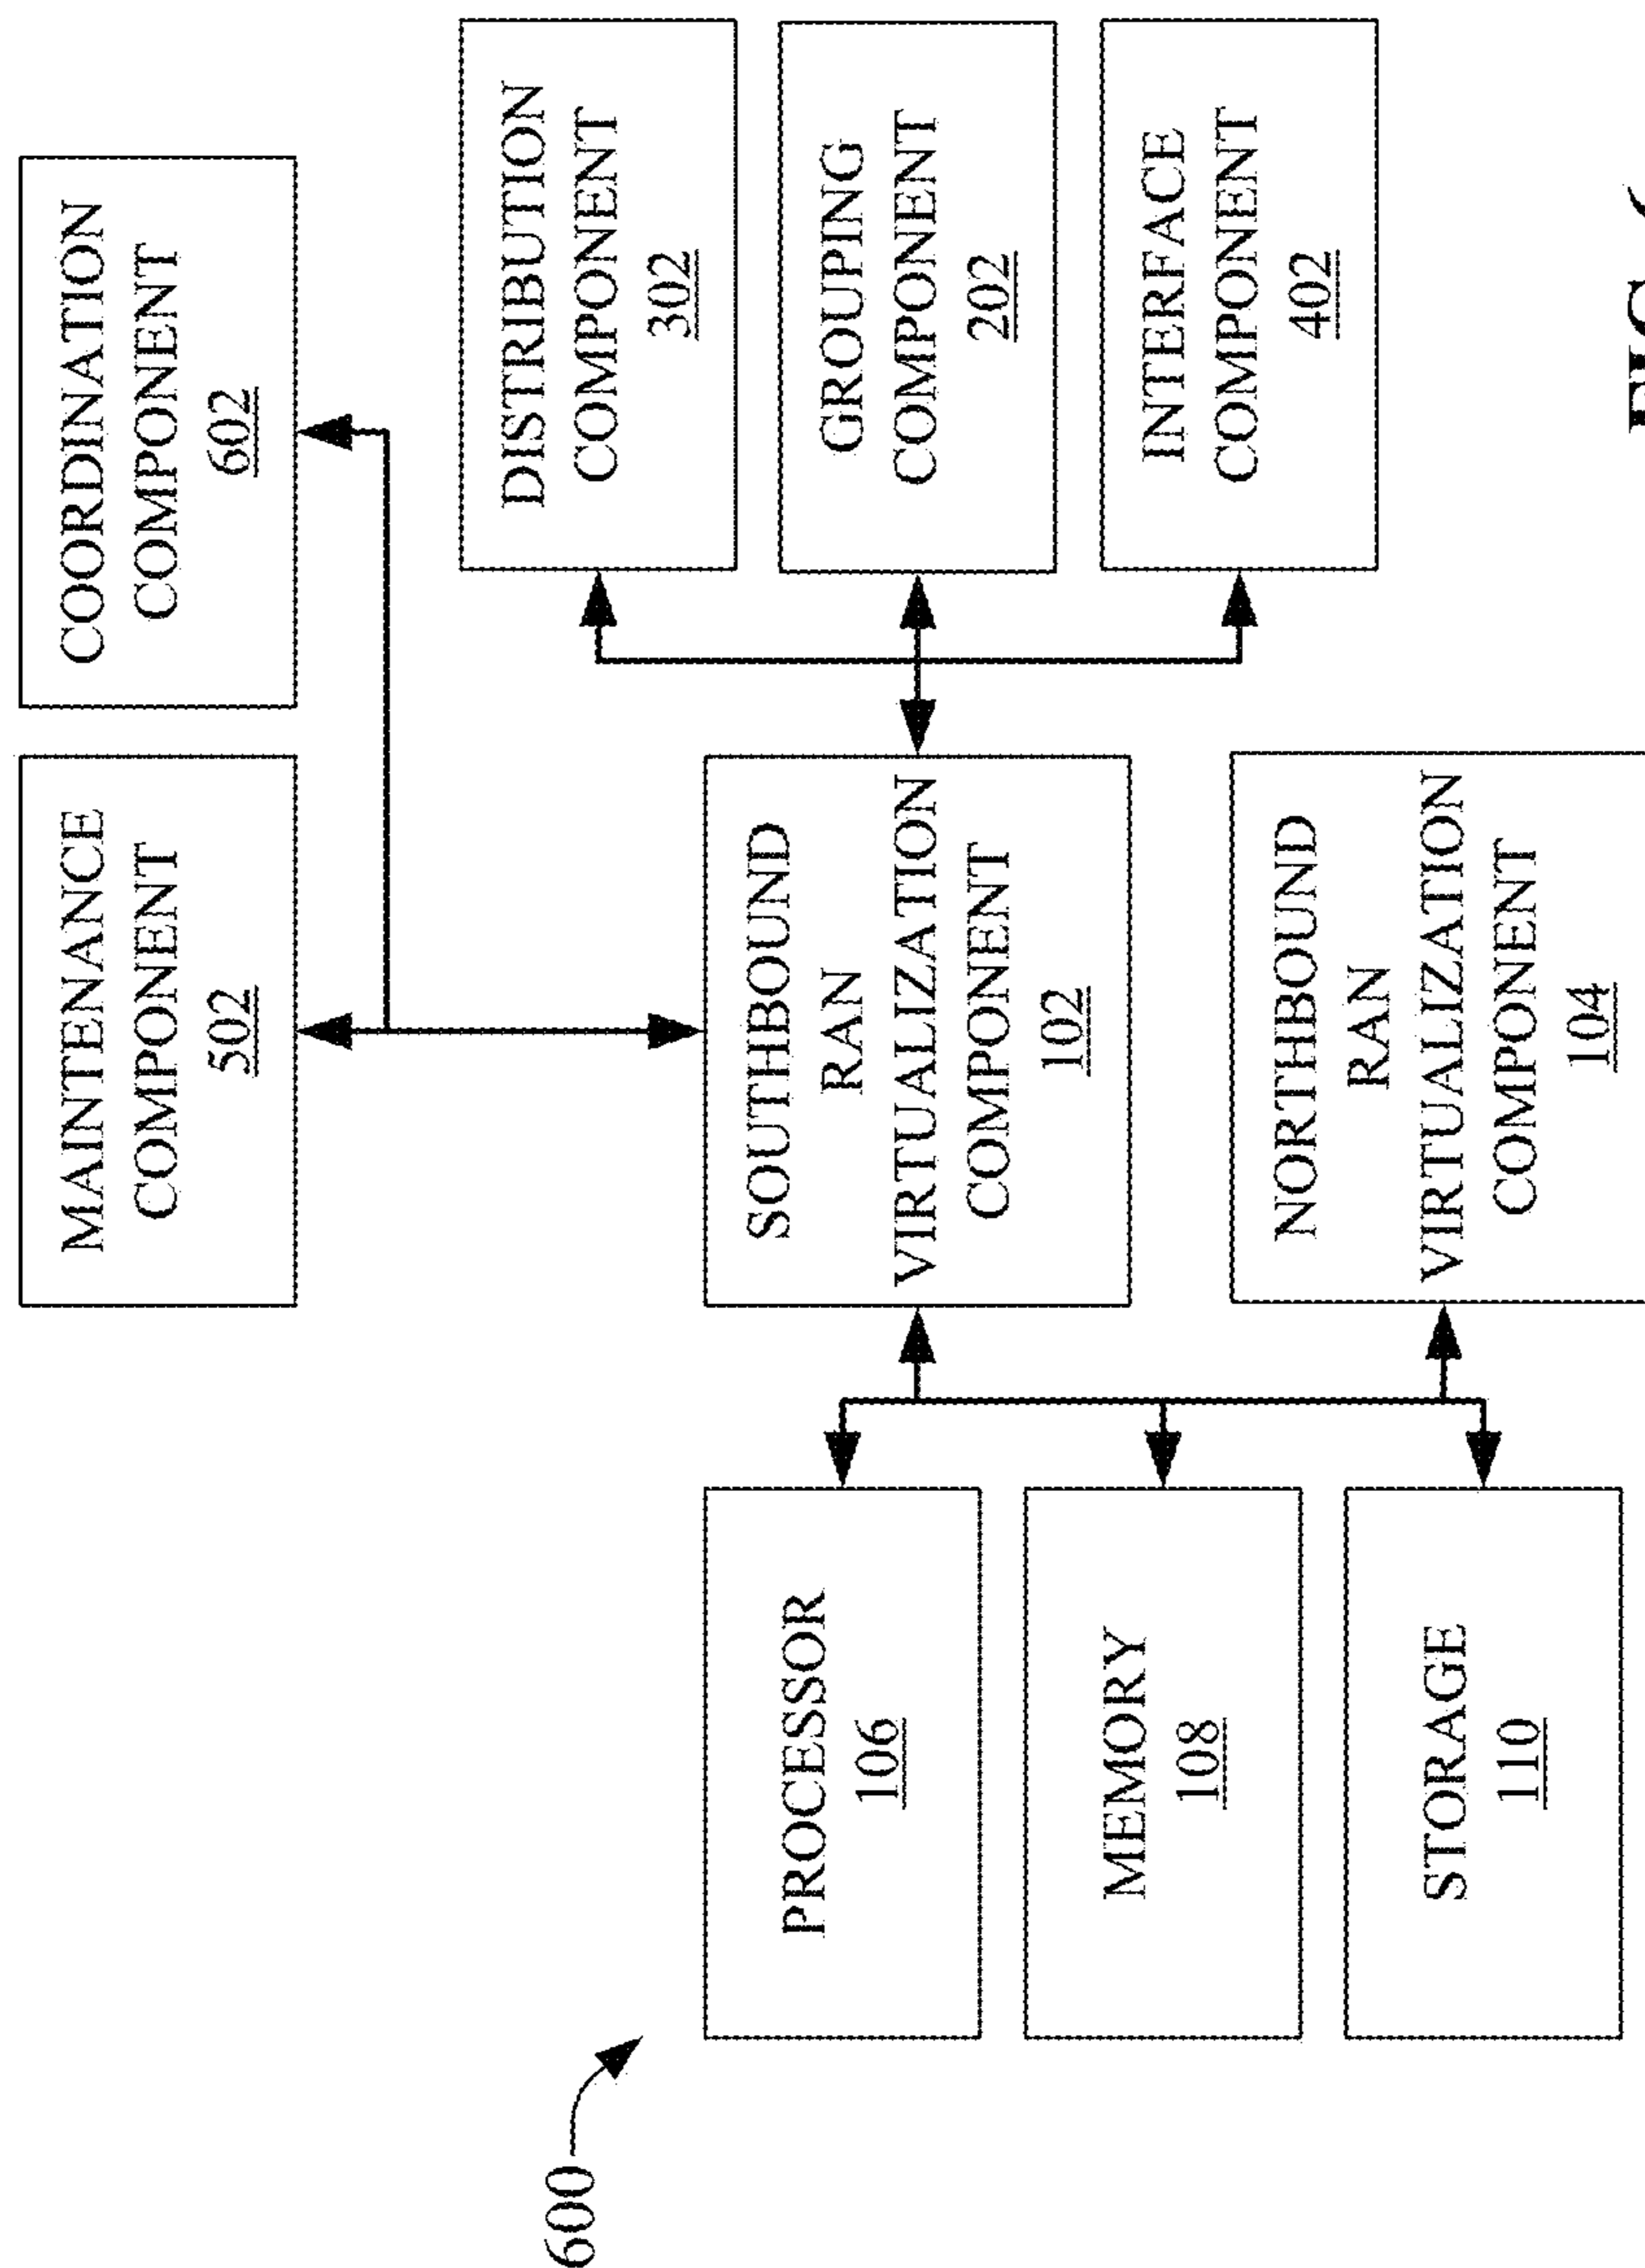 600
MAINTENANCE
COMPONENT
502
COORDINATION
COMPONENT
602
PROCESSOR
106
MEMORY
108
STORAGE
110
SOUTHBOUND
RAN
VIRTUALIZATION
COMPONENT
102
NORTHBOUND
RAN
VIRTUALIZATION
COMPONENT
104
DISTRIBUTION
COMPONENT
302
GROUPING
COMPONENT
202
INTERFACE
COMPONENT
402
FIG.